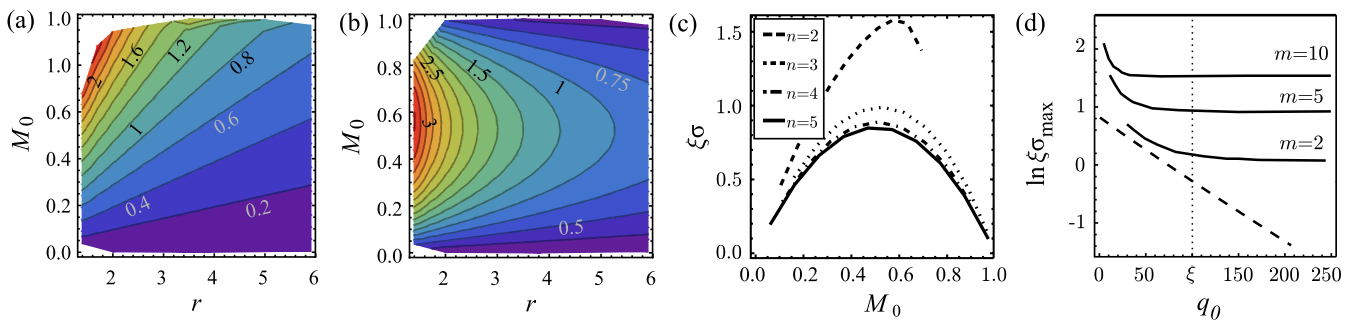 (a)
M0
1.0
0.8
0.6
0.4
0.2
0.0
2
1.6
1.2
0.8
1
0.6
0.4
0.2
2 3 4 5 6
r
(b)
M0
1.0
0.8
0.6
0.4
0.2
0.0
2.5
1.5
1
0.75
3
0.5
2 3 4 5 6
r
(c)
ξσ
1.5
1.0
0.5
0.0
n=2
n=3
n=4
n=5
0.0 0.2 0.4 0.6 0.8 1.0
M0
(d)
ln ξσmax
2
1
0
-1
m=10
m=5
m=2
0 50 ξ 150 200 250
q0